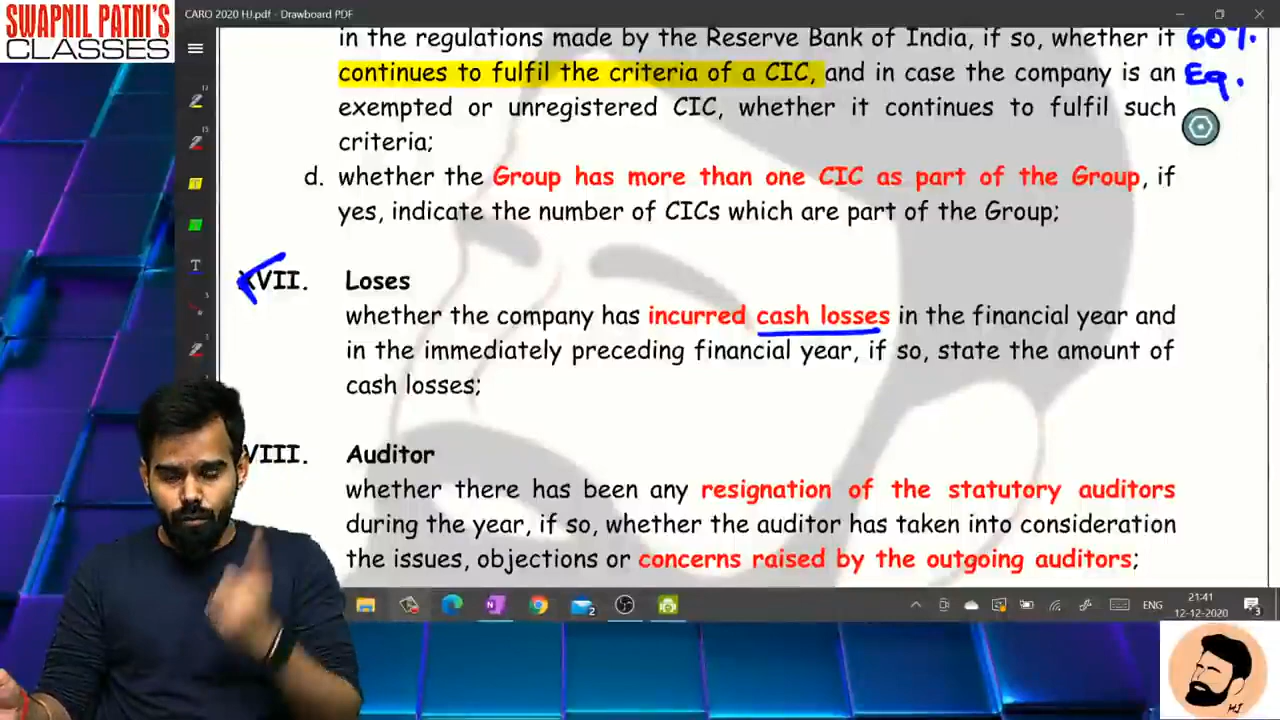 SWAPNIL PATNI'S
CLASSES
CARO 2020 HJ.pdf - Drawboard PDF
in the regulations made by the Reserve Bank of India, if so, whether it
60%.
continues to fulfil the criteria of a CIC, and in case the company is an
Eq.
exempted or unregistered CIC, whether it continues to fulfil such
criteria;
d. whether the Group has more than one CIC as part of the Group, if
yes, indicate the number of CICs which are part of the Group;
XVII. Loses
whether the company has incurred cash losses in the financial year and
in the immediately preceding financial year, if so, state the amount of
cash losses;
VIII. Auditor
whether there has been any resignation of the statutory auditors
during the year, if so, whether the auditor has taken into consideration
the issues, objections or concerns raised by the outgoing auditors;
2
ENG
21:41
12-12-2020
3
HJ